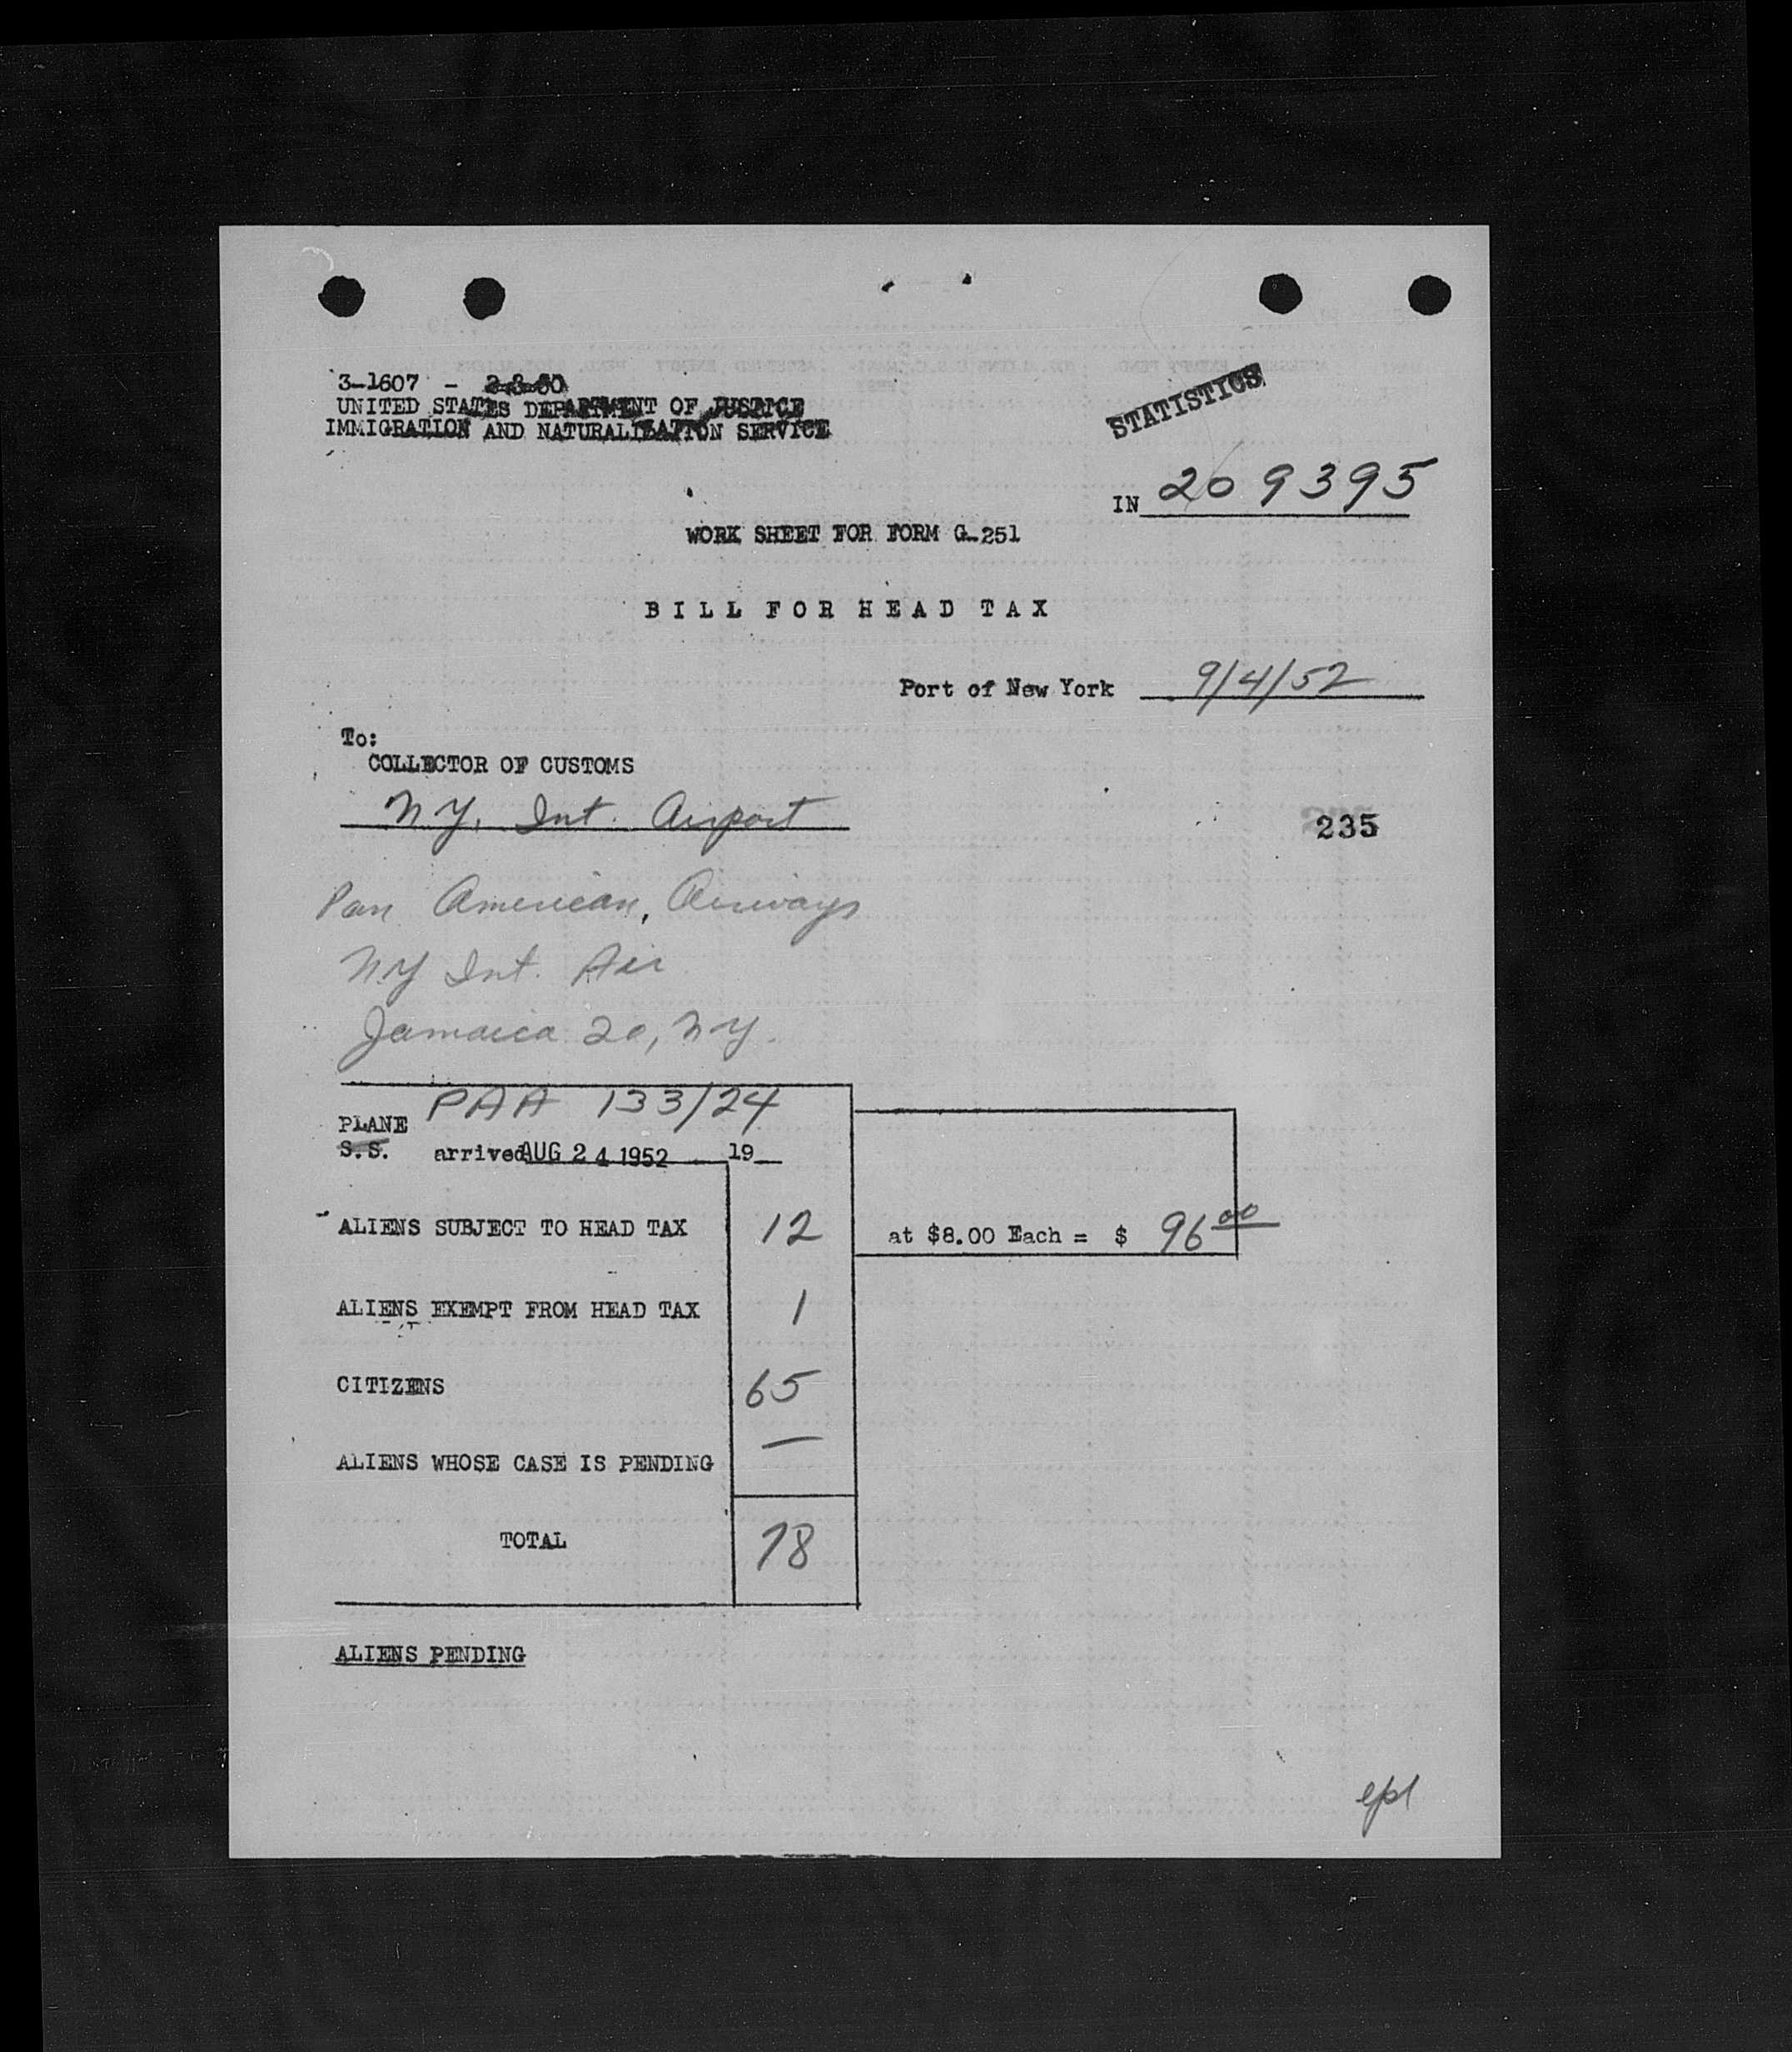 3-1607 - 2-3-50
UNITED STATES DEPARTMENT OF JUSTICE
IMMIGRATION AND NATURALIZATION SERVICE
STATISTICS
IN 209395
WORK SHEET FOR FORM G-251
BILL FOR HEAD TAX
Port of New York 9/4/52
To:
COLLECTOR OF CUSTOMS
NY, Int. Airport
235
Pan American, Airways
NY Int. Air
Jamaica 20, NY.
PLANE PAA 133/24
S.S. arrived AUG 24 1952 19
ALIENS SUBJECT TO HEAD TAX 12 at $8.00 Each = $ 96 00
ALIENS EXEMPT FROM HEAD TAX 1
CITIZENS 65
ALIENS WHOSE CASE IS PENDING —
TOTAL 78
ALIENS PENDING